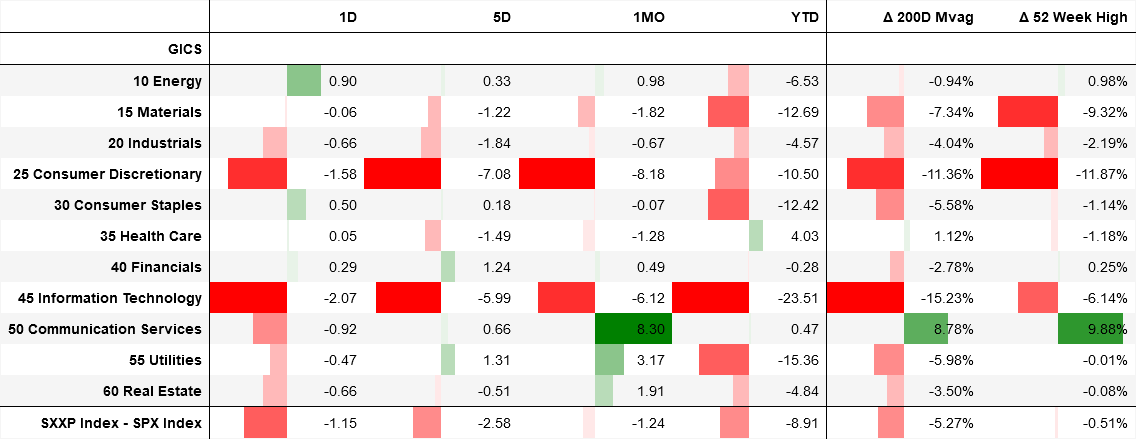 1D 5D 1MO YTD Δ 200D Mvag Δ 52 Week High
GICS
10 Energy 0.90 0.33 0.98 -6.53 -0.94% 0.98%
15 Materials -0.06 -1.22 -1.82 -12.69 -7.34% -9.32%
20 Industrials -0.66 -1.84 -0.67 -4.57 -4.04% -2.19%
25 Consumer Discretionary -1.58 -7.08 -8.18 -10.50 -11.36% -11.87%
30 Consumer Staples 0.50 0.18 -0.07 -12.42 -5.58% -1.14%
35 Health Care 0.05 -1.49 -1.28 4.03 1.12% -1.18%
40 Financials 0.29 1.24 0.49 -0.28 -2.78% 0.25%
45 Information Technology -2.07 -5.99 -6.12 -23.51 -15.23% -6.14%
50 Communication Services -0.92 0.66 8.30 0.47 8.78% 9.88%
55 Utilities -0.47 1.31 3.17 -15.36 -5.98% -0.01%
60 Real Estate -0.66 -0.51 1.91 -4.84 -3.50% -0.08%
SXXP Index - SPX Index -1.15 -2.58 -1.24 -8.91 -5.27% -0.51%